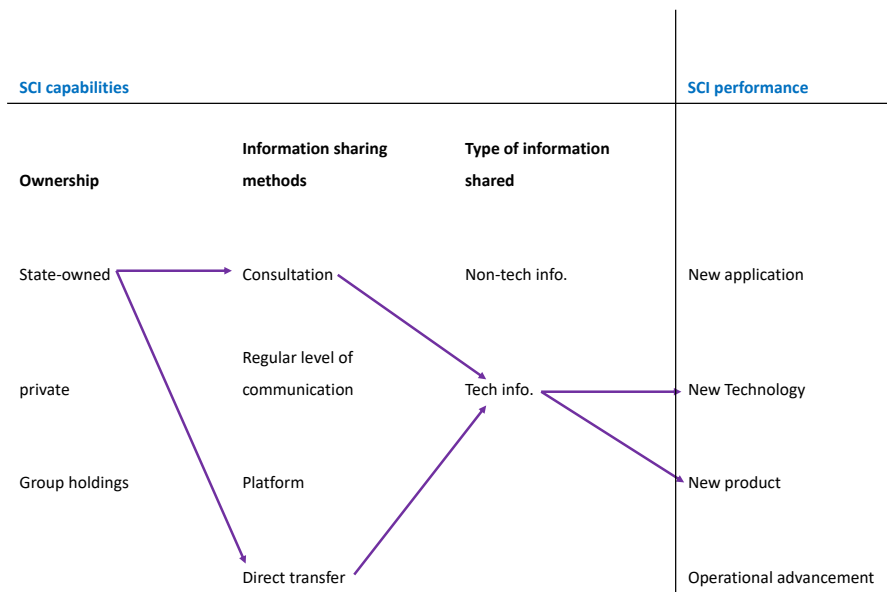 SCI capabilities
SCI performance
Ownership
Information sharing
methods
Type of information
shared
State-owned
Consultation
Non-tech info.
New application
private
Regular level of
communication
Tech info.
New Technology
Group holdings
Platform
New product
Direct transfer
Operational advancement